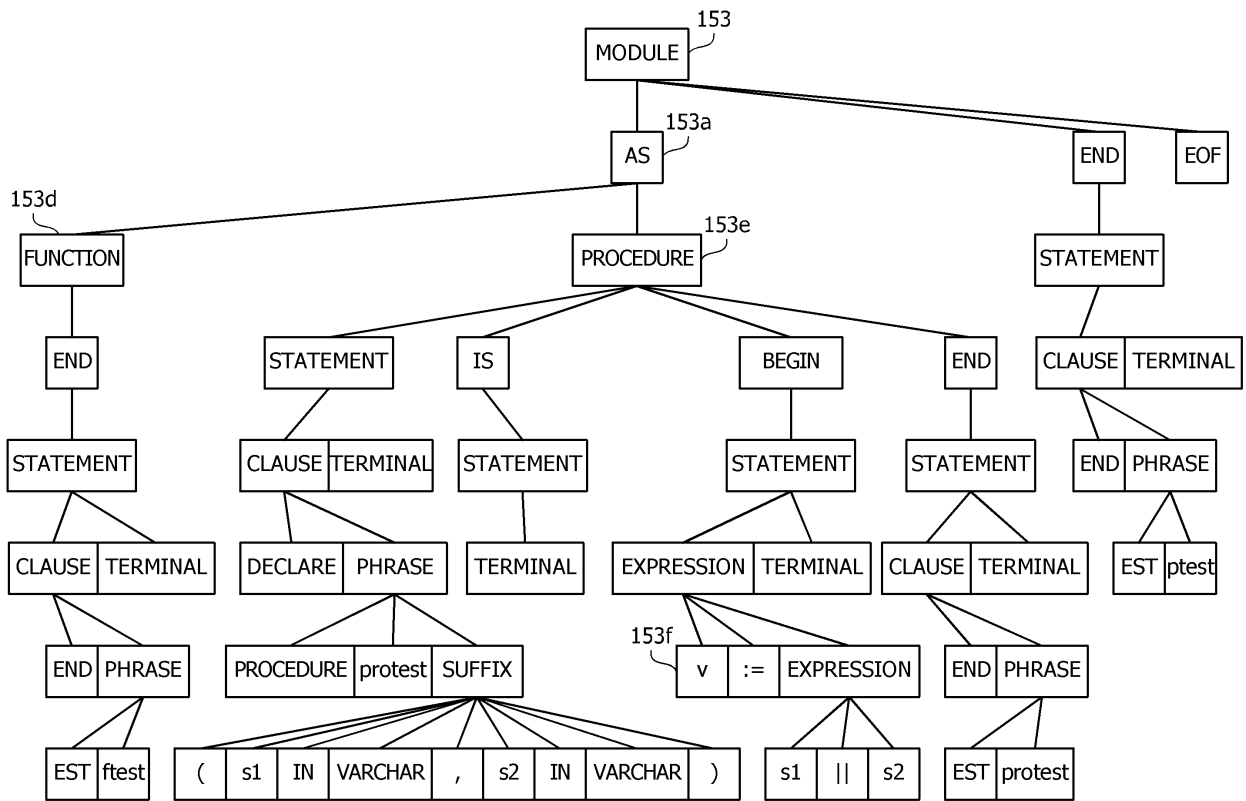 153
MODULE
153a
AS END EOF
153d
153e
FUNCTION PROCEDURE STATEMENT
END STATEMENT IS BEGIN END CLAUSE TERMINAL
STATEMENT CLAUSE TERMINAL STATEMENT STATEMENT STATEMENT END PHRASE
CLAUSE TERMINAL DECLARE PHRASE TERMINAL EXPRESSION TERMINAL CLAUSE TERMINAL EST ptest
153f
END PHRASE PROCEDURE protest SUFFIX v := EXPRESSION END PHRASE
EST ftest ( s1 IN VARCHAR , s2 IN VARCHAR ) s1 || s2 EST protest